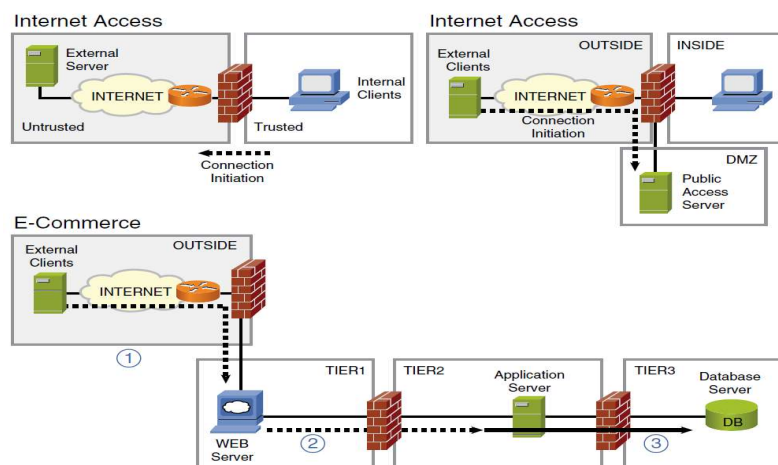 Internet Access
External
Server
INTERNET
Untrusted
Internal
Clients
Trusted
Connection
Initiation
Internet Access
OUTSIDE
INSIDE
External
Clients
INTERNET
Connection
Initiation
DMZ
Public
Access
Server
E-Commerce
OUTSIDE
External
Clients
INTERNET
1
TIER1
WEB
Server
2
TIER2
Application
Server
TIER3
Database
Server
DB
3